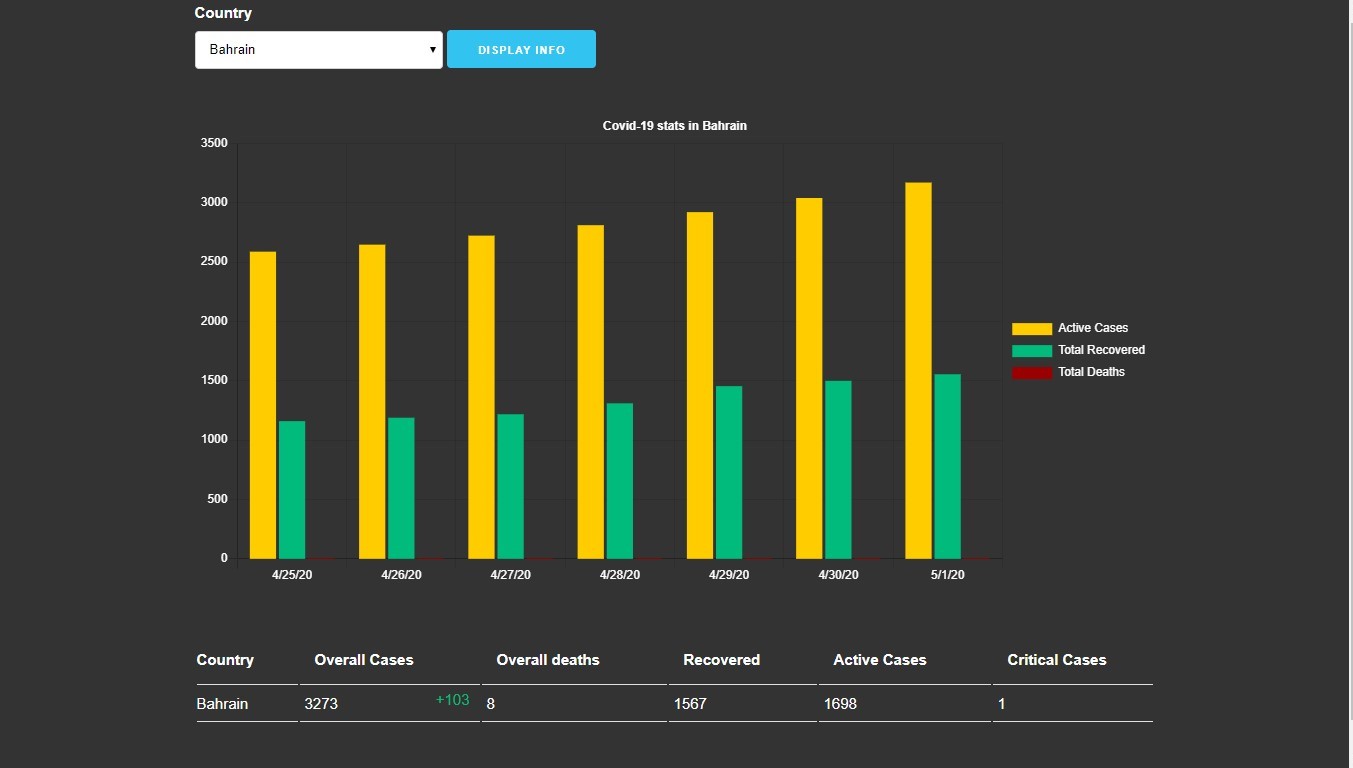 Country
Bahrain DISPLAY INFO
Covid-19 stats in Bahrain
3500
3000
2500
2000
1500
1000
500
0
4/25/20 4/26/20 4/27/20 4/28/20 4/29/20 4/30/20 5/1/20
Active Cases
Total Recovered
Total Deaths
Country Overall Cases Overall deaths Recovered Active Cases Critical Cases
Bahrain 3273 +103 8 1567 1698 1